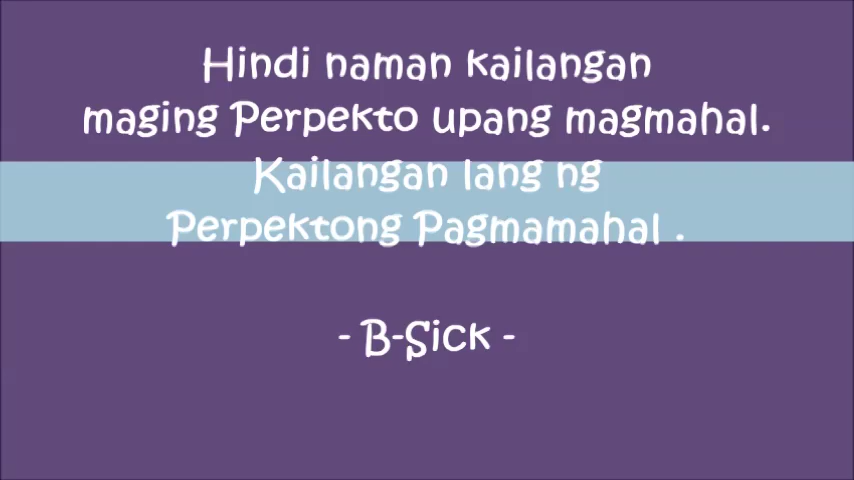 Hindi naman kailangan
maging Perpekto upang magmahal.
Kailangan lang ng
Perpektong Pagmamahal .
- B-Sick -